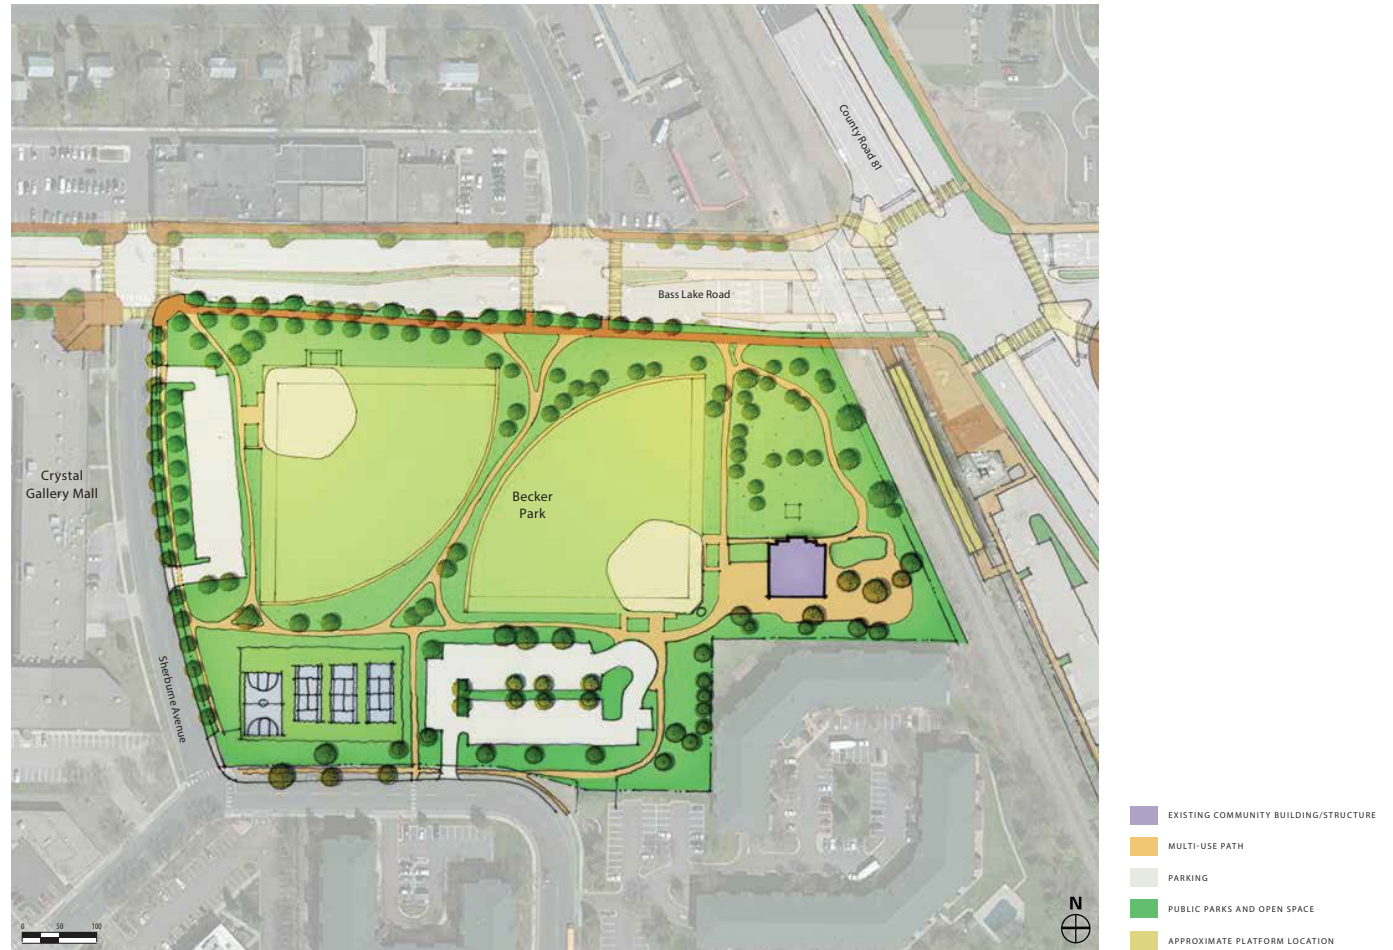 County Road 81
Bass Lake Road
Crystal
Gallery Mall
Becker
Park
Sherburne Avenue
EXISTING COMMUNITY BUILDING/STRUCTURE
MULTI-USE PATH
PARKING
PUBLIC PARKS AND OPEN SPACE
APPROXIMATE PLATFORM LOCATION
N
0 50 100